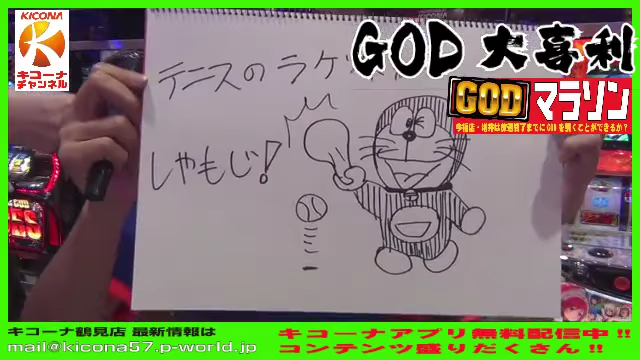 KICONA
キコーナ
チャンネル
GOD 大喜利
GODマラソン
テニスのラケ
しゃもじ!
キコーナ鶴見店 最新情報は
mail@kicona57.p-world.jp
キコーナアプリ無料配信中!!
コンテンツ盛りだくさん!!